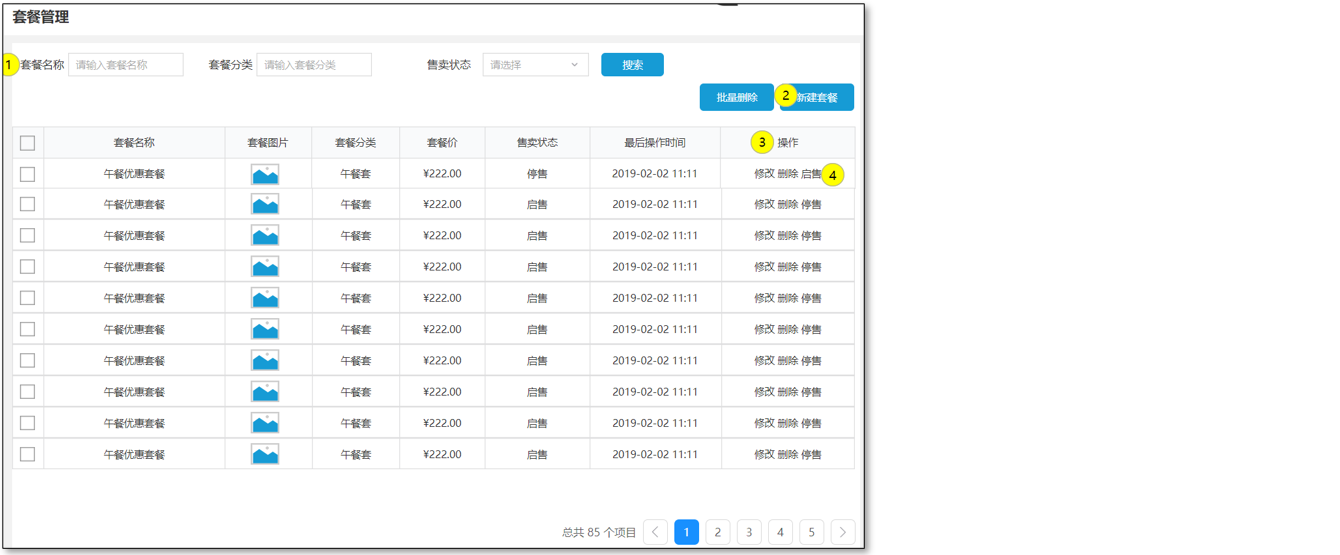 套餐管理
1 套餐名称 请输入套餐名称 套餐分类 请输入套餐分类 售卖状态 请选择 搜索
批量删除 2 新建套餐
套餐名称 套餐图片 套餐分类 套餐价 售卖状态 最后操作时间 3 操作
午餐优惠套餐 午餐套 ¥222.00 停售 2019-02-02 11:11 修改 删除 启售 4
午餐优惠套餐 午餐套 ¥222.00 启售 2019-02-02 11:11 修改 删除 停售
午餐优惠套餐 午餐套 ¥222.00 启售 2019-02-02 11:11 修改 删除 停售
午餐优惠套餐 午餐套 ¥222.00 启售 2019-02-02 11:11 修改 删除 停售
午餐优惠套餐 午餐套 ¥222.00 启售 2019-02-02 11:11 修改 删除 停售
午餐优惠套餐 午餐套 ¥222.00 启售 2019-02-02 11:11 修改 删除 停售
午餐优惠套餐 午餐套 ¥222.00 启售 2019-02-02 11:11 修改 删除 停售
午餐优惠套餐 午餐套 ¥222.00 启售 2019-02-02 11:11 修改 删除 停售
午餐优惠套餐 午餐套 ¥222.00 启售 2019-02-02 11:11 修改 删除 停售
午餐优惠套餐 午餐套 ¥222.00 启售 2019-02-02 11:11 修改 删除 停售
总共 85 个项目 1 2 3 4 5